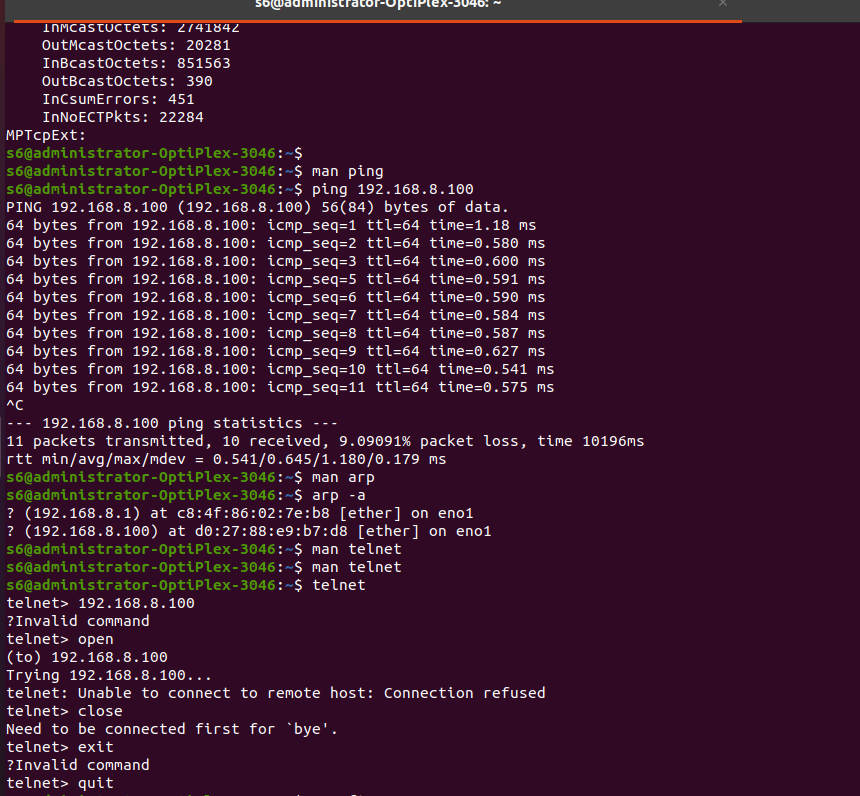 s6@administrator-OptiPlex-3046: ~
InMcastOctets: 2741842
OutMcastOctets: 20281
InBcastOctets: 851563
OutBcastOctets: 390
InCsumErrors: 451
InNoECTPkts: 22284
MPTcpExt:
s6@administrator-OptiPlex-3046:~$
s6@administrator-OptiPlex-3046:~$ man ping
s6@administrator-OptiPlex-3046:~$ ping 192.168.8.100
PING 192.168.8.100 (192.168.8.100) 56(84) bytes of data.
64 bytes from 192.168.8.100: icmp_seq=1 ttl=64 time=1.18 ms
64 bytes from 192.168.8.100: icmp_seq=2 ttl=64 time=0.580 ms
64 bytes from 192.168.8.100: icmp_seq=3 ttl=64 time=0.600 ms
64 bytes from 192.168.8.100: icmp_seq=5 ttl=64 time=0.591 ms
64 bytes from 192.168.8.100: icmp_seq=6 ttl=64 time=0.590 ms
64 bytes from 192.168.8.100: icmp_seq=7 ttl=64 time=0.584 ms
64 bytes from 192.168.8.100: icmp_seq=8 ttl=64 time=0.587 ms
64 bytes from 192.168.8.100: icmp_seq=9 ttl=64 time=0.627 ms
64 bytes from 192.168.8.100: icmp_seq=10 ttl=64 time=0.541 ms
64 bytes from 192.168.8.100: icmp_seq=11 ttl=64 time=0.575 ms
^C
--- 192.168.8.100 ping statistics ---
11 packets transmitted, 10 received, 9.09091% packet loss, time 10196ms
rtt min/avg/max/mdev = 0.541/0.645/1.180/0.179 ms
s6@administrator-OptiPlex-3046:~$ man arp
s6@administrator-OptiPlex-3046:~$ arp -a
? (192.168.8.1) at c8:4f:86:02:7e:b8 [ether] on eno1
? (192.168.8.100) at d0:27:88:e9:b7:d8 [ether] on eno1
s6@administrator-OptiPlex-3046:~$ man telnet
s6@administrator-OptiPlex-3046:~$ man telnet
s6@administrator-OptiPlex-3046:~$ telnet
telnet> 192.168.8.100
?Invalid command
telnet> open
(to) 192.168.8.100
Trying 192.168.8.100...
telnet: Unable to connect to remote host: Connection refused
telnet> close
Need to be connected first for `bye'.
telnet> exit
?Invalid command
telnet> quit